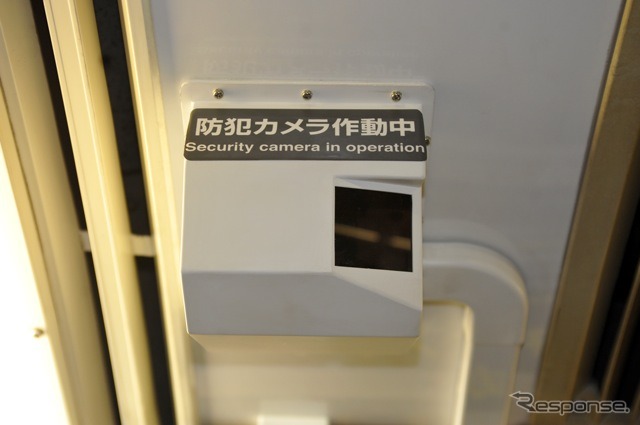 防犯カメラ作動中
Security camera in operation
Response.